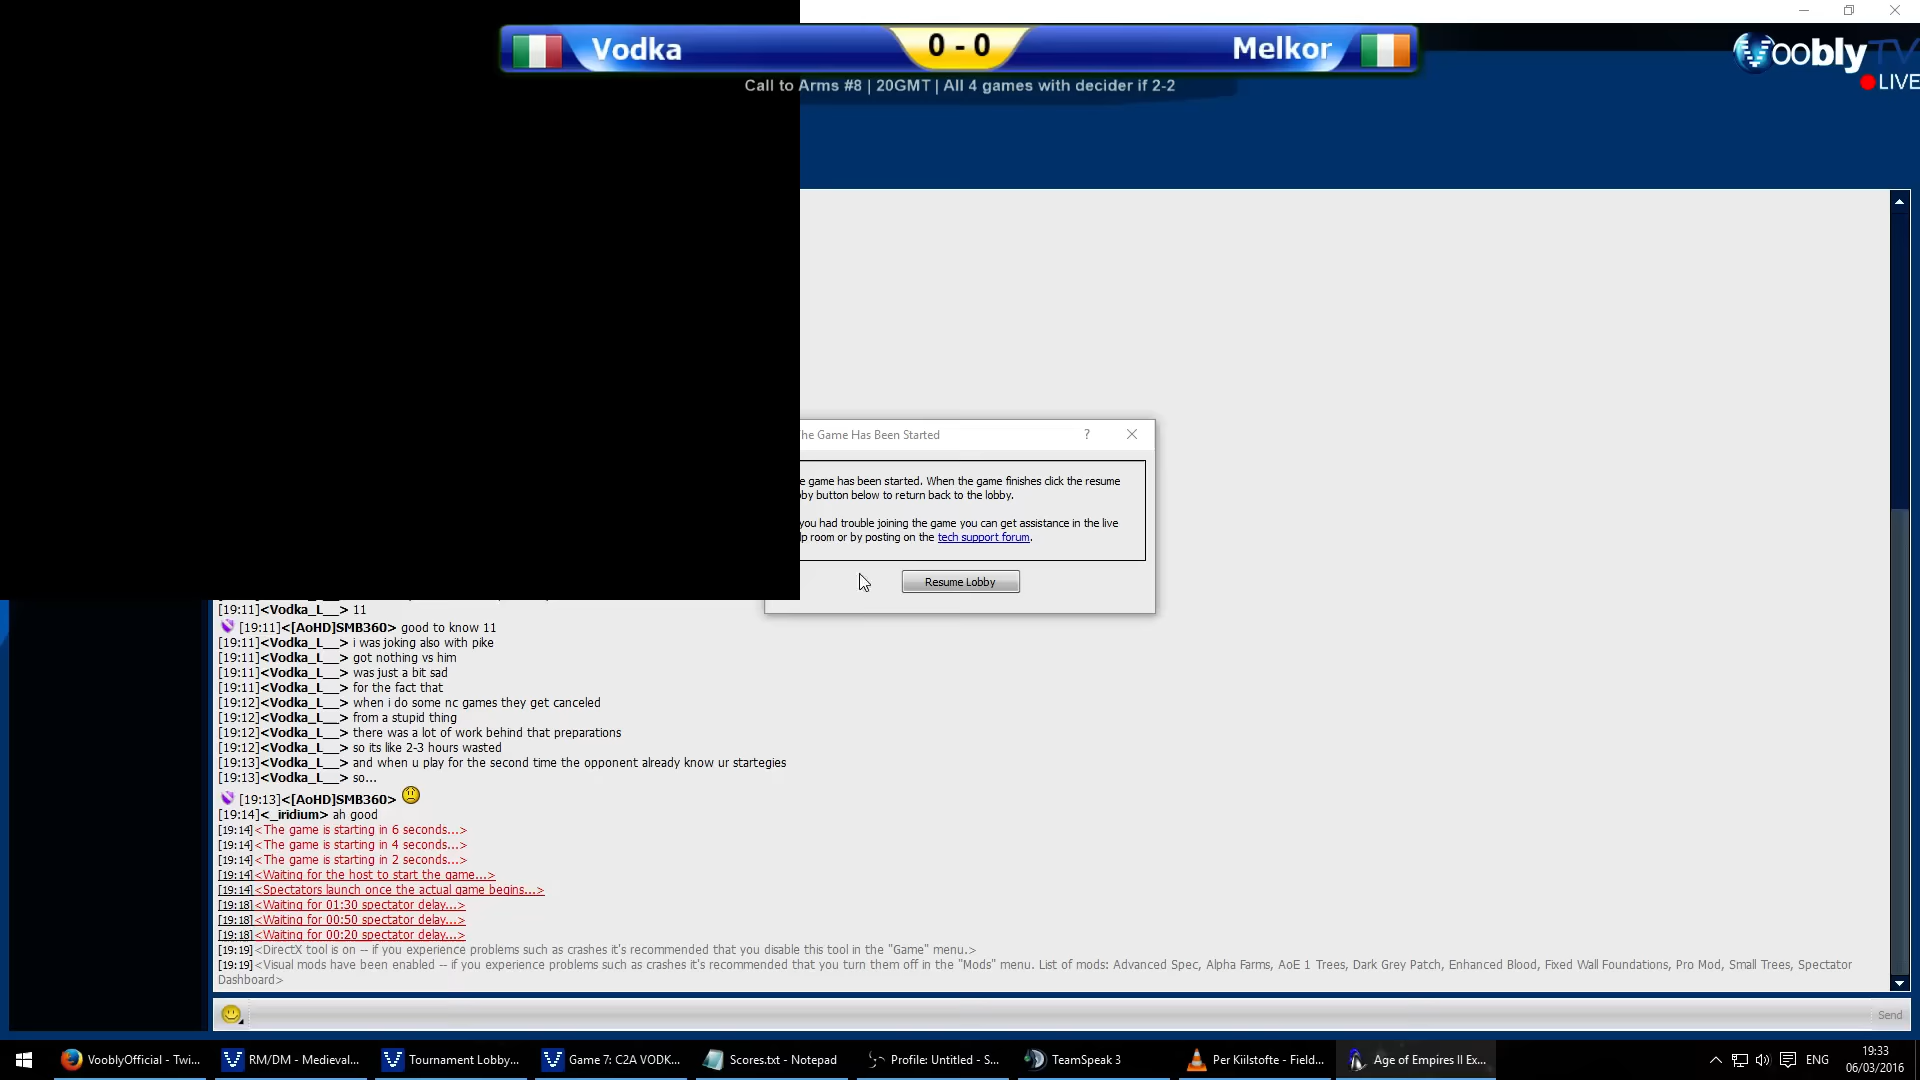 Vodka
0 - 0
Melkor
Call to Arms #8 | 20GMT | All 4 games with decider if 2-2
Voobly TV
LIVE
he Game Has Been Started
?
e game has been started. When the game finishes click the resume
by button below to return back to the lobby.
you had trouble joining the game you can get assistance in the live
lp room or by posting on the tech support forum.
Resume Lobby
[19:11]<Vodka_L__> 11
[19:11]<[AoHD]SMB360> good to know 11
[19:11]<Vodka_L__> i was joking also with pike
[19:11]<Vodka_L__> got nothing vs him
[19:11]<Vodka_L__> was just a bit sad
[19:11]<Vodka_L__> for the fact that
[19:12]<Vodka_L__> when i do some nc games they get canceled
[19:12]<Vodka_L__> from a stupid thing
[19:12]<Vodka_L__> there was a lot of work behind that preparations
[19:12]<Vodka_L__> so its like 2-3 hours wasted
[19:13]<Vodka_L__> and when u play for the second time the opponent already know ur startegies
[19:13]<Vodka_L__> so...
[19:13]<[AoHD]SMB360>
[19:14]<_iridium> ah good
[19:14]<The game is starting in 6 seconds...>
[19:14]<The game is starting in 4 seconds...>
[19:14]<The game is starting in 2 seconds...>
[19:14]<Waiting for the host to start the game...>
[19:14]<Spectators launch once the actual game begins...>
[19:18]<Waiting for 01:30 spectator delay...>
[19:18]<Waiting for 00:50 spectator delay...>
[19:18]<Waiting for 00:20 spectator delay...>
[19:19]<DirectX tool is on -- if you experience problems such as crashes it's recommended that you disable this tool in the "Game" menu.>
[19:19]<Visual mods have been enabled -- if you experience problems such as crashes it's recommended that you turn them off in the "Mods" menu. List of mods: Advanced Spec, Alpha Farms, AoE 1 Trees, Dark Grey Patch, Enhanced Blood, Fixed Wall Foundations, Pro Mod, Small Trees, Spectator
Dashboard>
Send
VooblyOfficial - Twi...
RM/DM - Medieval...
Tournament Lobby...
Game 7: C2A VODK...
Scores.txt - Notepad
Profile: Untitled - S...
TeamSpeak 3
Per Kiilstofte - Field...
Age of Empires II Ex...
ENG
19:33
06/03/2016